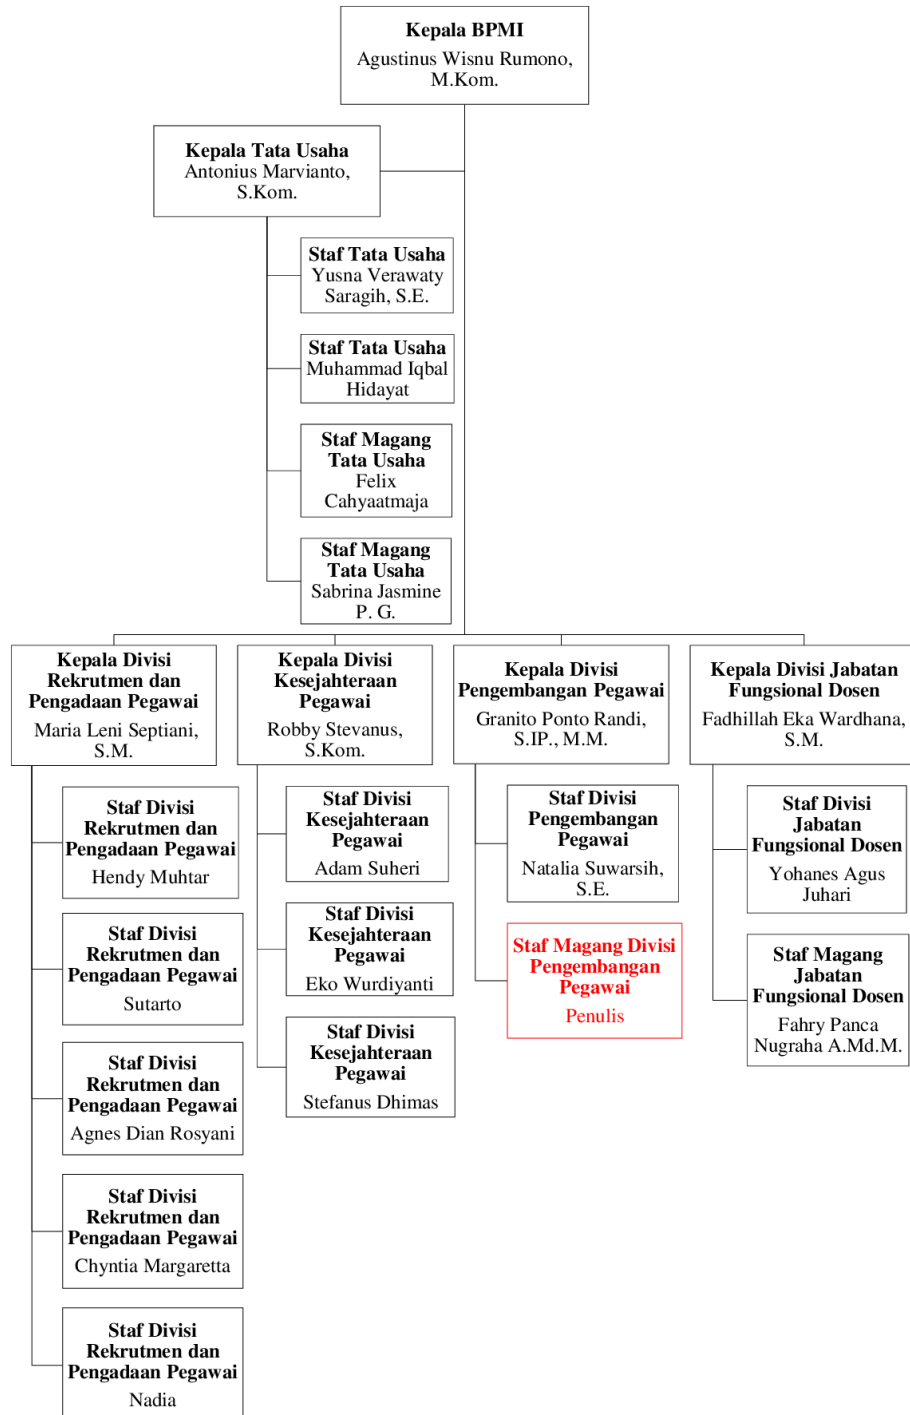 Kepala BPMI
Agustinus Wisnu Rumono,
M.Kom.
Kepala Tata Usaha
Antonius Marvianto,
S.Kom.
Staf Tata Usaha
Yusna Verawaty
Saragih, S.E.
Staf Tata Usaha
Muhammad Iqbal
Hidayat
Staf Magang
Tata Usaha
Felix
Cahyaatmaja
Staf Magang
Tata Usaha
Sabrina Jasmine
P. G.
Kepala Divisi
Rekrutmen dan
Pengadaan Pegawai
Maria Leni Septiani,
S.M.
Staf Divisi
Rekrutmen dan
Pengadaan Pegawai
Hendy Muhtar
Staf Divisi
Rekrutmen dan
Pengadaan Pegawai
Sutarto
Staf Divisi
Rekrutmen dan
Pengadaan Pegawai
Agnes Dian Rosyani
Staf Divisi
Rekrutmen dan
Pengadaan Pegawai
Chyntia Margaretta
Staf Divisi
Rekrutmen dan
Pengadaan Pegawai
Nadia
Kepala Divisi
Kesejahteraan
Pegawai
Robby Stevanus,
S.Kom.
Staf Divisi
Kesejahteraan
Pegawai
Adam Suheri
Staf Divisi
Kesejahteraan
Pegawai
Eko Wurdiyanti
Staf Divisi
Kesejahteraan
Pegawai
Stefanus Dhimas
Kepala Divisi
Pengembangan Pegawai
Granito Ponto Randi,
S.IP., M.M.
Staf Divisi
Pengembangan
Pegawai
Natalia Suwarsih,
S.E.
Staf Magang Divisi
Pengembangan
Pegawai
Penulis
Kepala Divisi Jabatan
Fungsional Dosen
Fadhillah Eka Wardhana,
S.M.
Staf Divisi
Jabatan
Fungsional Dosen
Yohanes Agus
Juhari
Staf Magang
Jabatan
Fungsional Dosen
Fahry Panca
Nugraha A.Md.M.